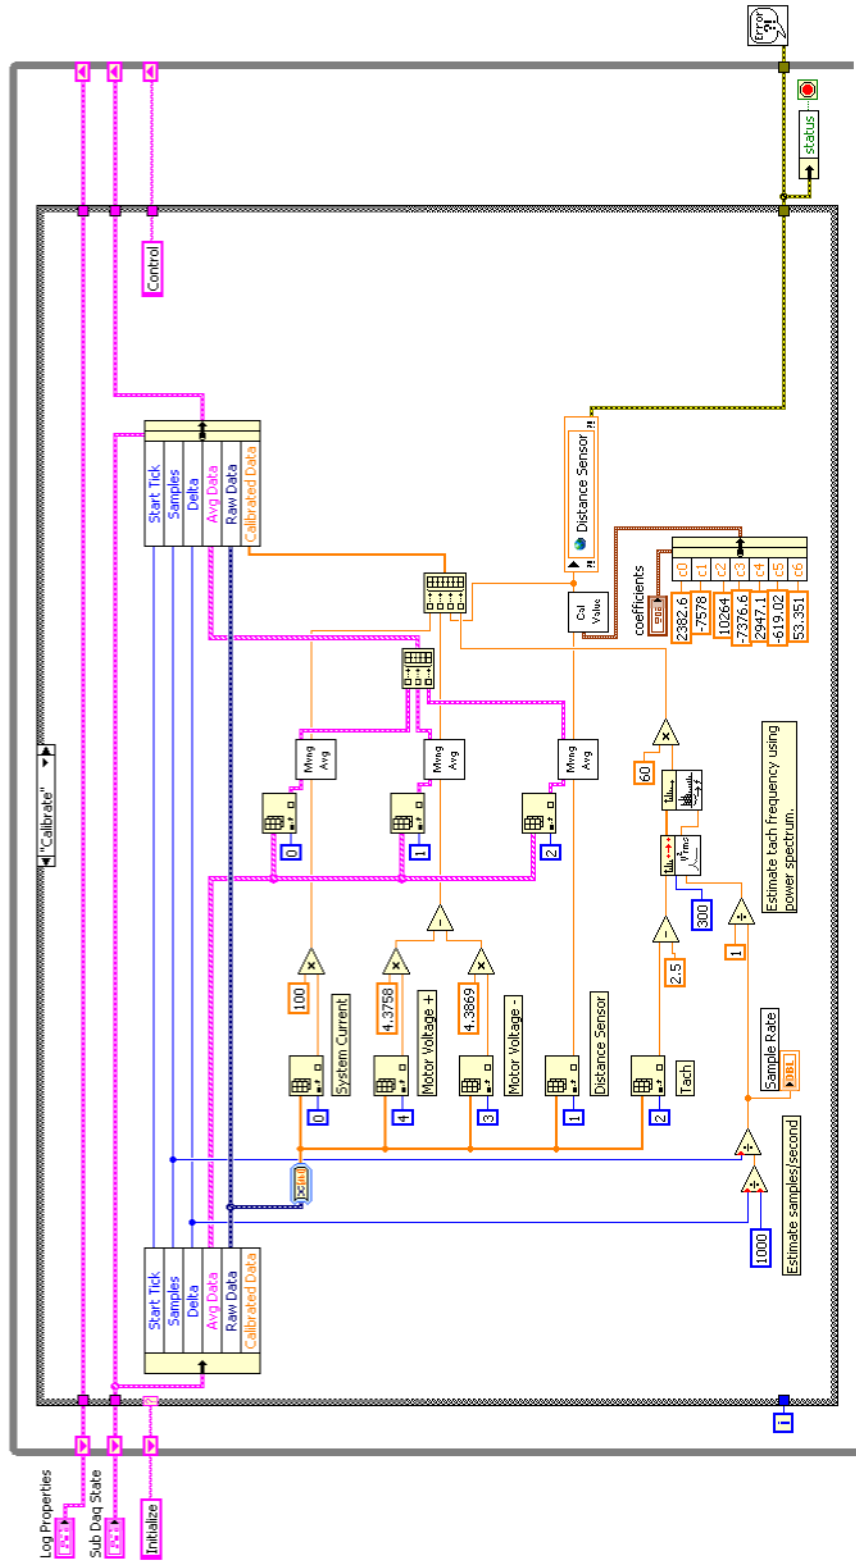 Log Properties
Sub Daq State
Initialize
"Calibrate"
Start Tick
Samples
Delta
Avg Data
Raw Data
Calibrated Data
Start Tick
Samples
Delta
Avg Data
Raw Data
Calibrated Data
Control
0
System Current
100
0
Mvng
Avg
4
Motor Voltage +
4.3758
1
Mvng
Avg
3
Motor Voltage -
4.3869
1
Distance Sensor
2
Mvng
Avg
Cal
Value
Distance Sensor
2
Tach
2.5
300
60
coefficients
2382.6
c0
-7578
c1
10264
c2
-7376.6
c3
2947.1
c4
-619.02
c5
53.351
c6
1000
Estimate samples/second
Sample Rate
DBL
1
Estimate tach frequency using
power spectrum.
i
status
Error
?!